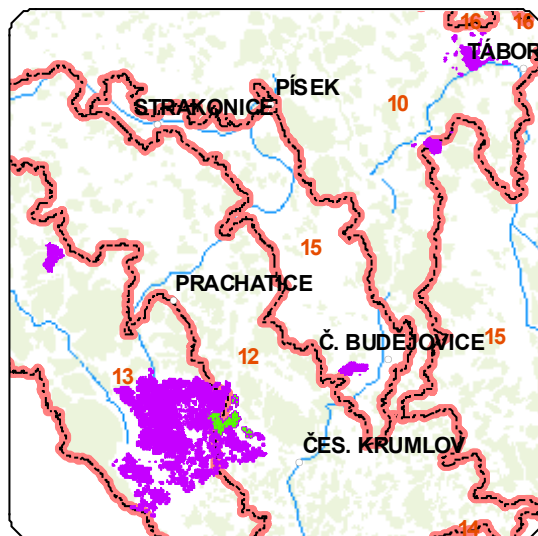 16
16
TÁBOR
PÍSEK
STRAKONICE
10
15
PRACHATICE
15
Č. BUDĚJOVICE
12
13
ČES. KRUMLOV
14